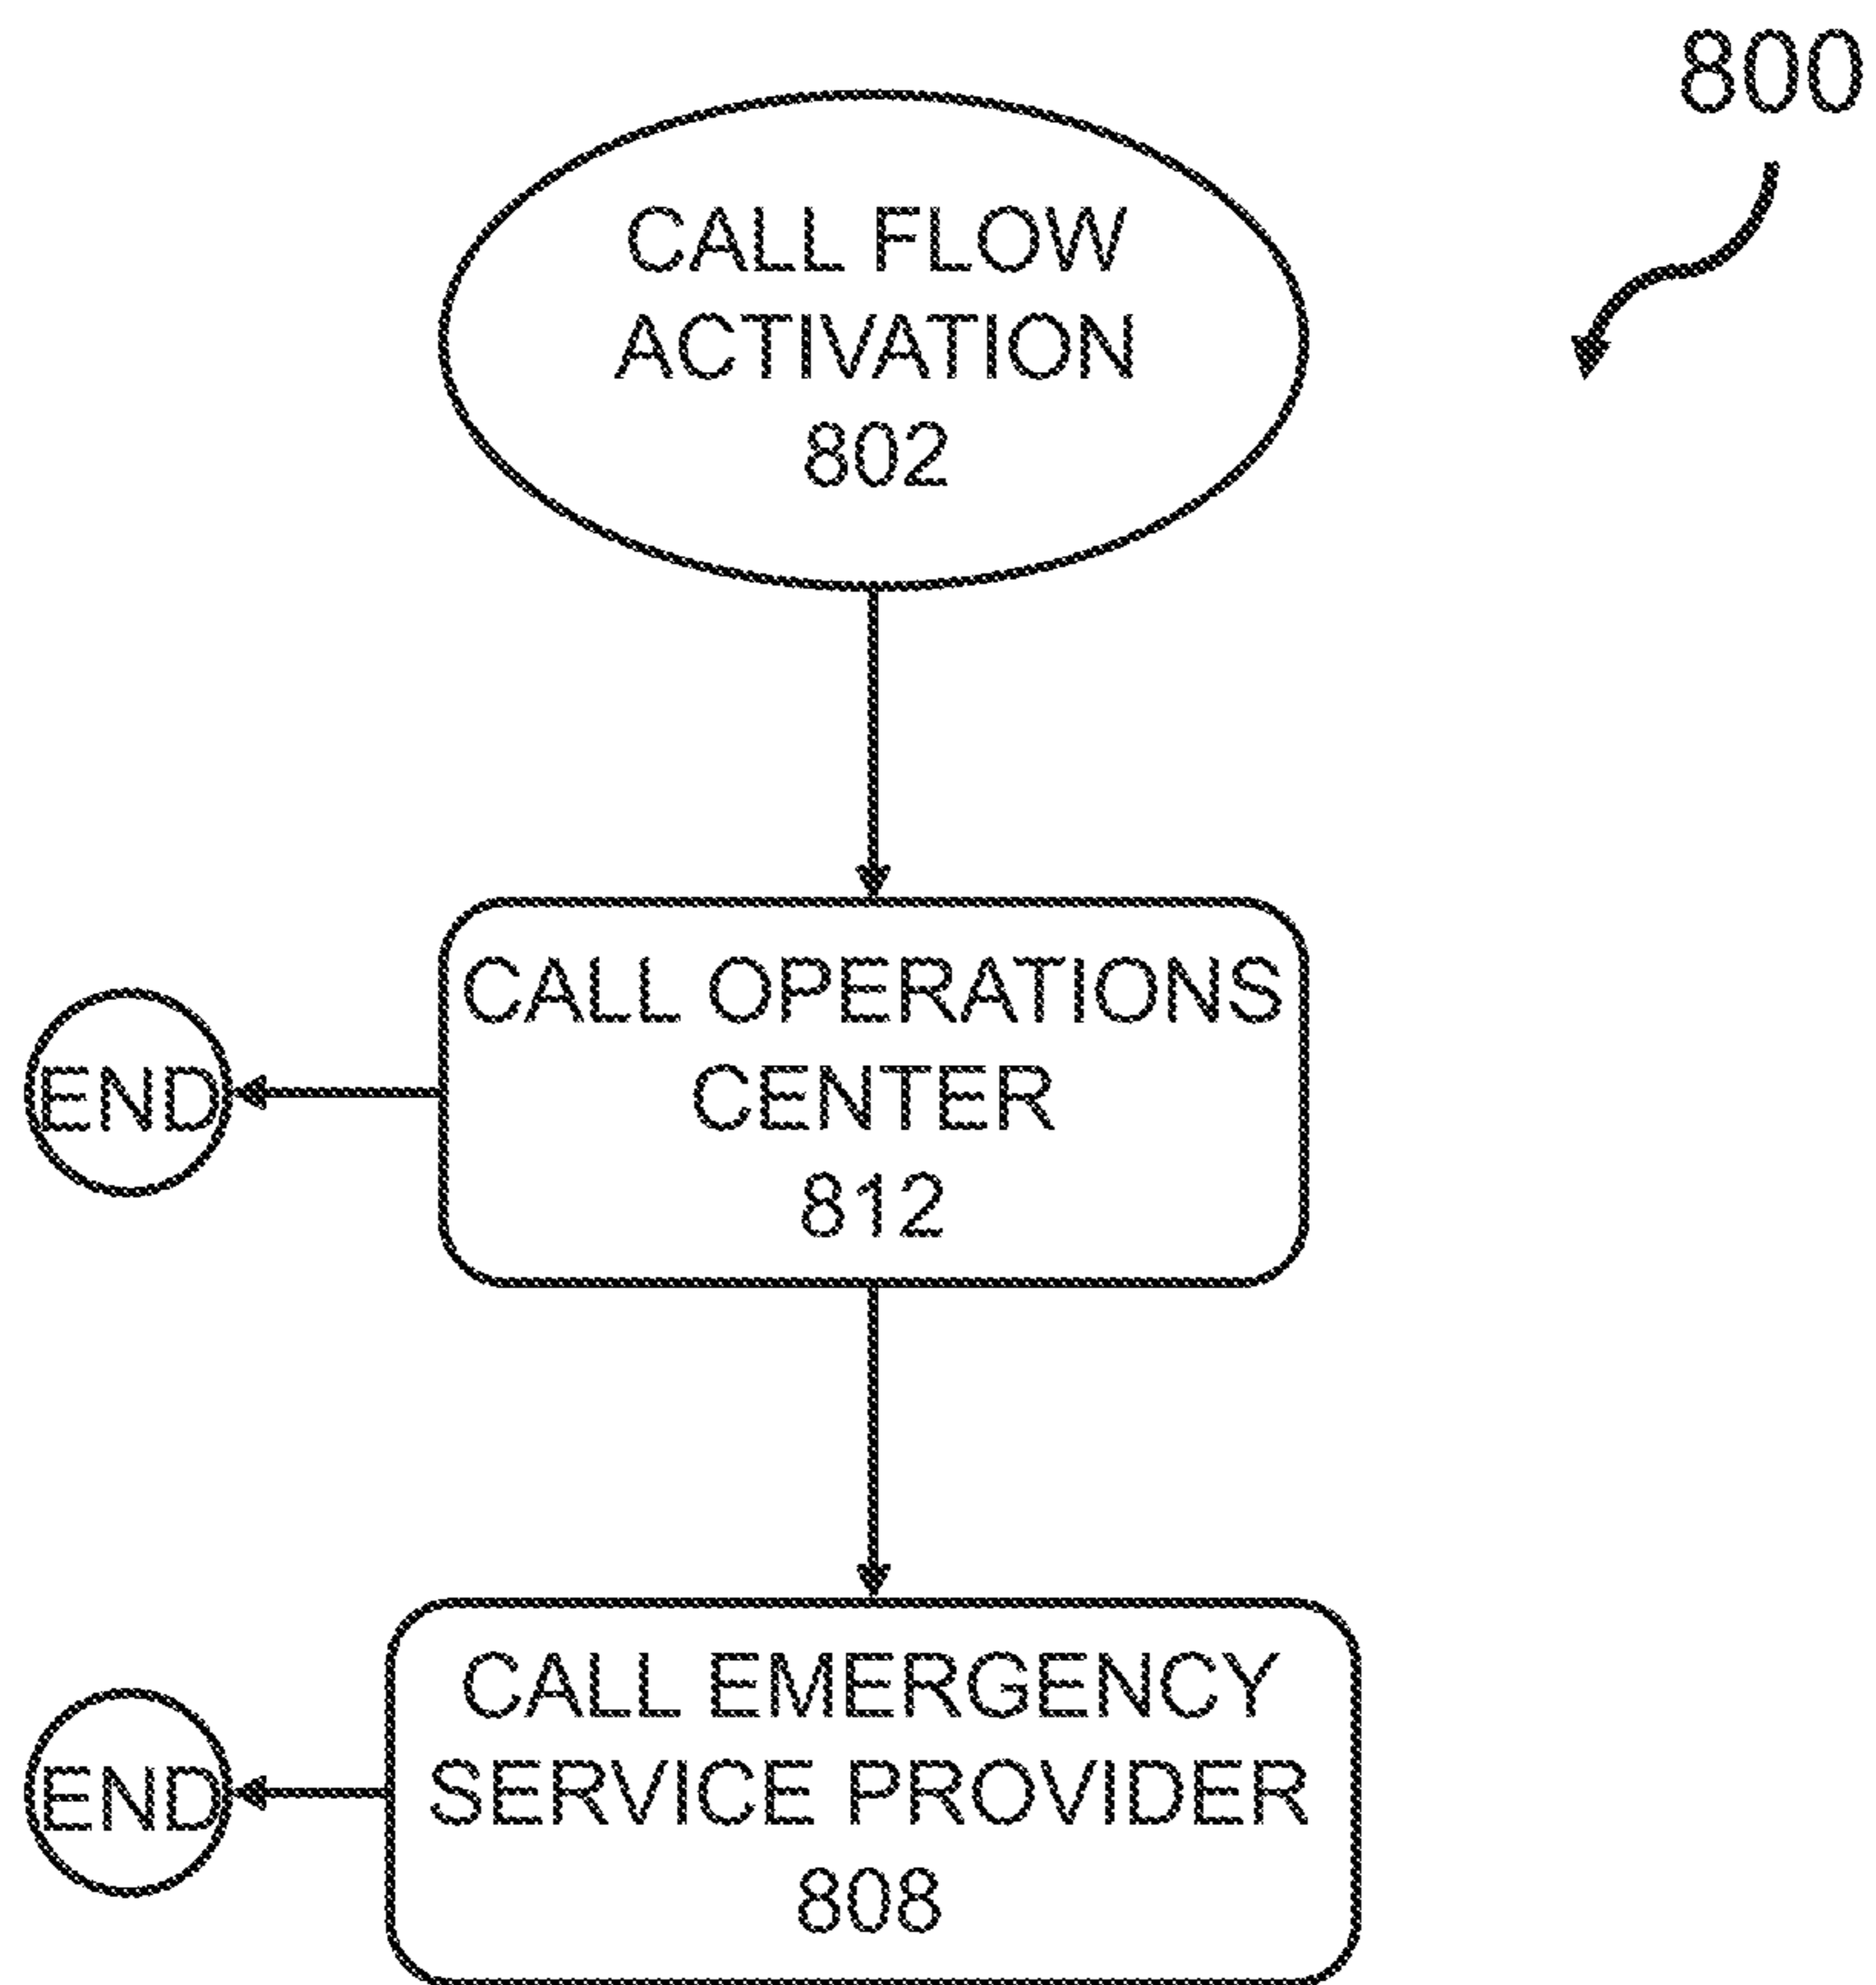 800
CALL FLOW
ACTIVATION
802
CALL OPERATIONS
CENTER
812
END
CALL EMERGENCY
SERVICE PROVIDER
808
END